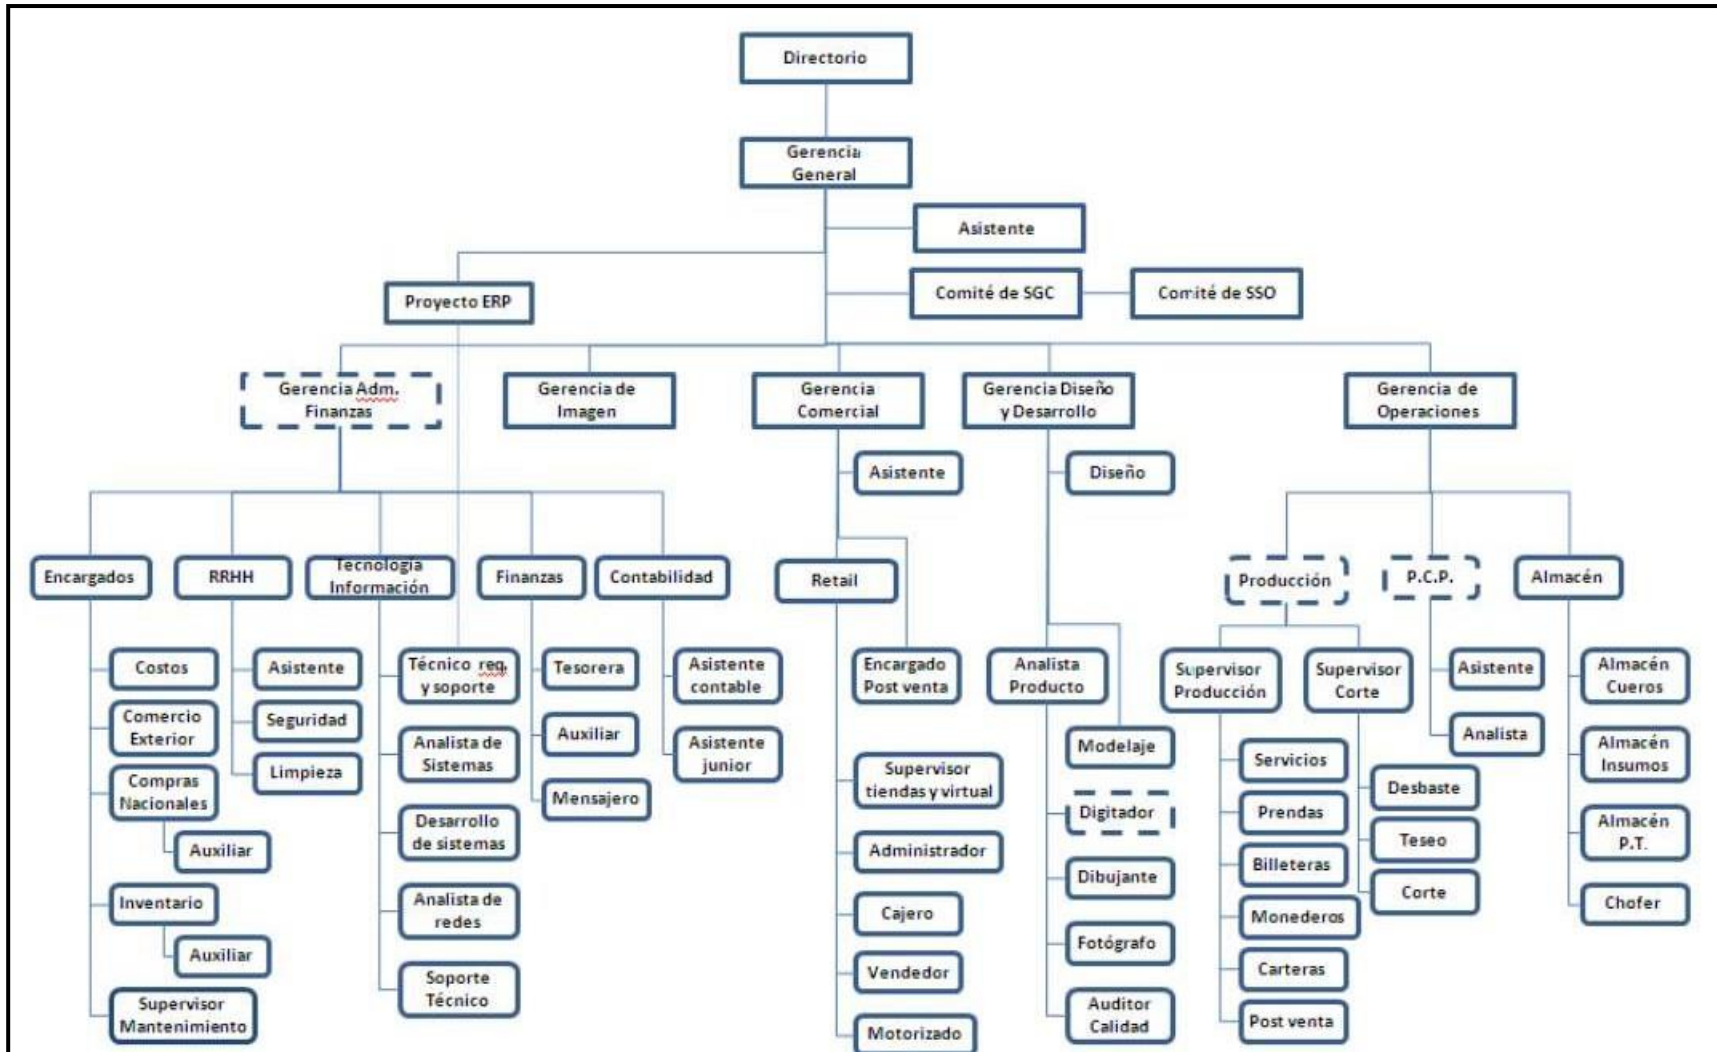 Directorio
Gerencia
General
Asistente
Comité de SGC
Comité de SSO
Proyecto ERP
Gerencia Adm.
Finanzas
Gerencia de
Imagen
Gerencia
Comercial
Gerencia Diseño
y Desarrollo
Gerencia de
Operaciones
Asistente
Diseño
Encargados
RRHH
Tecnología
Información
Finanzas
Contabilidad
Retail
Producción
P.C.P.
Almacén
Costos
Comercio
Exterior
Compras
Nacionales
Auxiliar
Inventario
Auxiliar
Supervisor
Mantenimiento
Asistente
Seguridad
Limpieza
Técnico req.
y soporte
Analista de
Sistemas
Desarrollo
de sistemas
Analista de
redes
Soporte
Técnico
Tesorera
Auxiliar
Mensajero
Asistente
contable
Asistente
junior
Encargado
Post venta
Supervisor
tiendas y virtual
Administrador
Cajero
Vendedor
Motorizado
Analista
Producto
Modelaje
Digitador
Dibujante
Fotógrafo
Auditor
Calidad
Supervisor
Producción
Servicios
Prendas
Billeteras
Monederos
Carteras
Post venta
Supervisor
Corte
Desbaste
Teseo
Corte
Asistente
Analista
Almacén
Cueros
Almacén
Insumos
Almacén
P.T.
Chofer